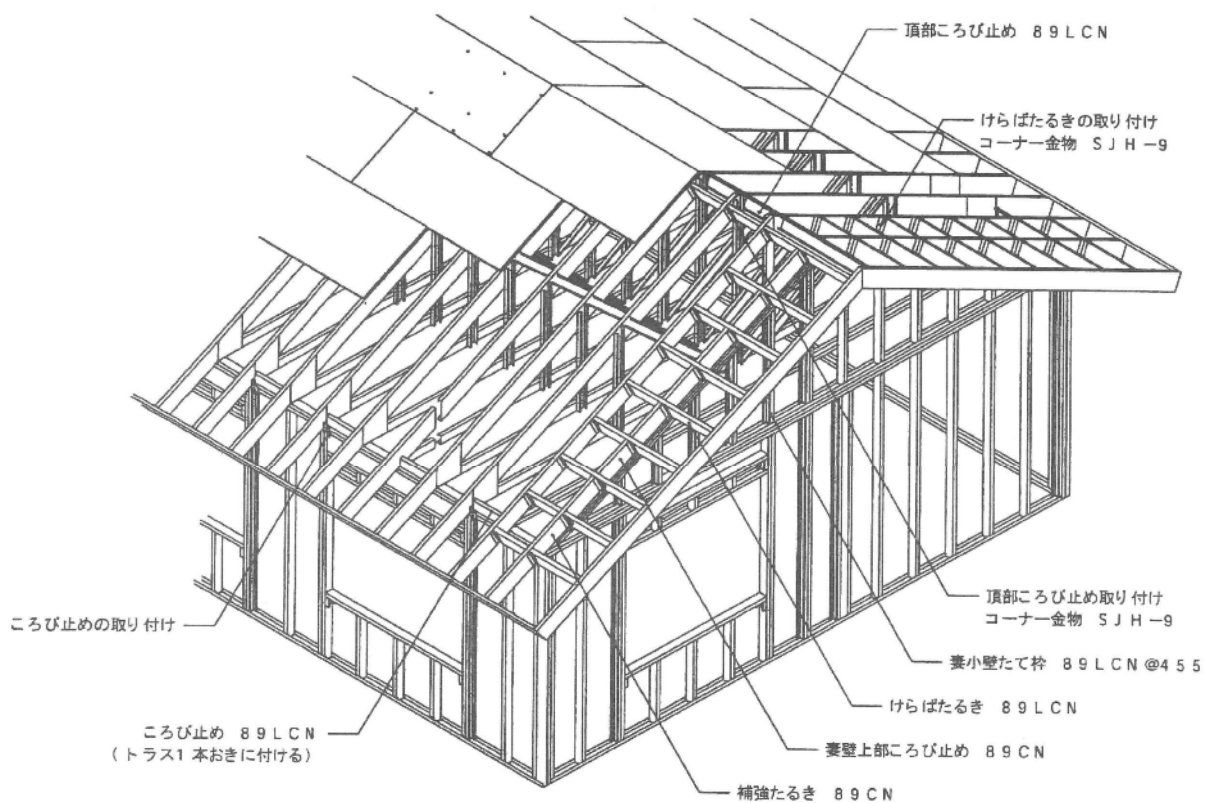 頂部ころび止め 89LCN
けらばたるきの取り付け
コーナー金物 SJH-9
ころび止めの取り付け
頂部ころび止め取り付け
コーナー金物 SJH-9
妻小壁たて枠 89LCN@455
けらばたるき 89LCN
ころび止め 89LCN
(トラス1本おきに付ける)
妻壁上部ころび止め 89CN
補強たるき 89CN